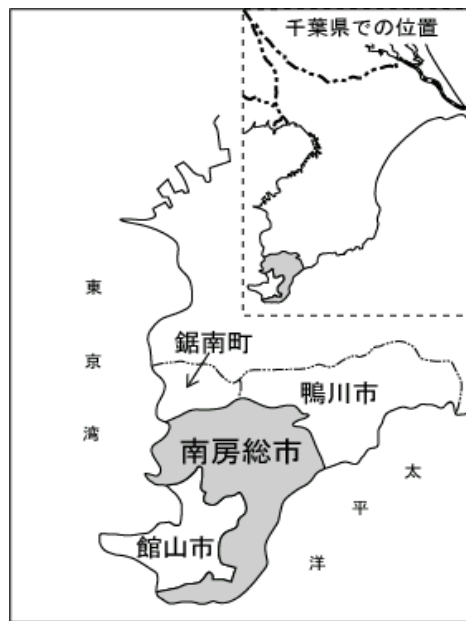 千葉県での位置
東京湾
鋸南町
鴨川市
南房総市
太平洋
館山市